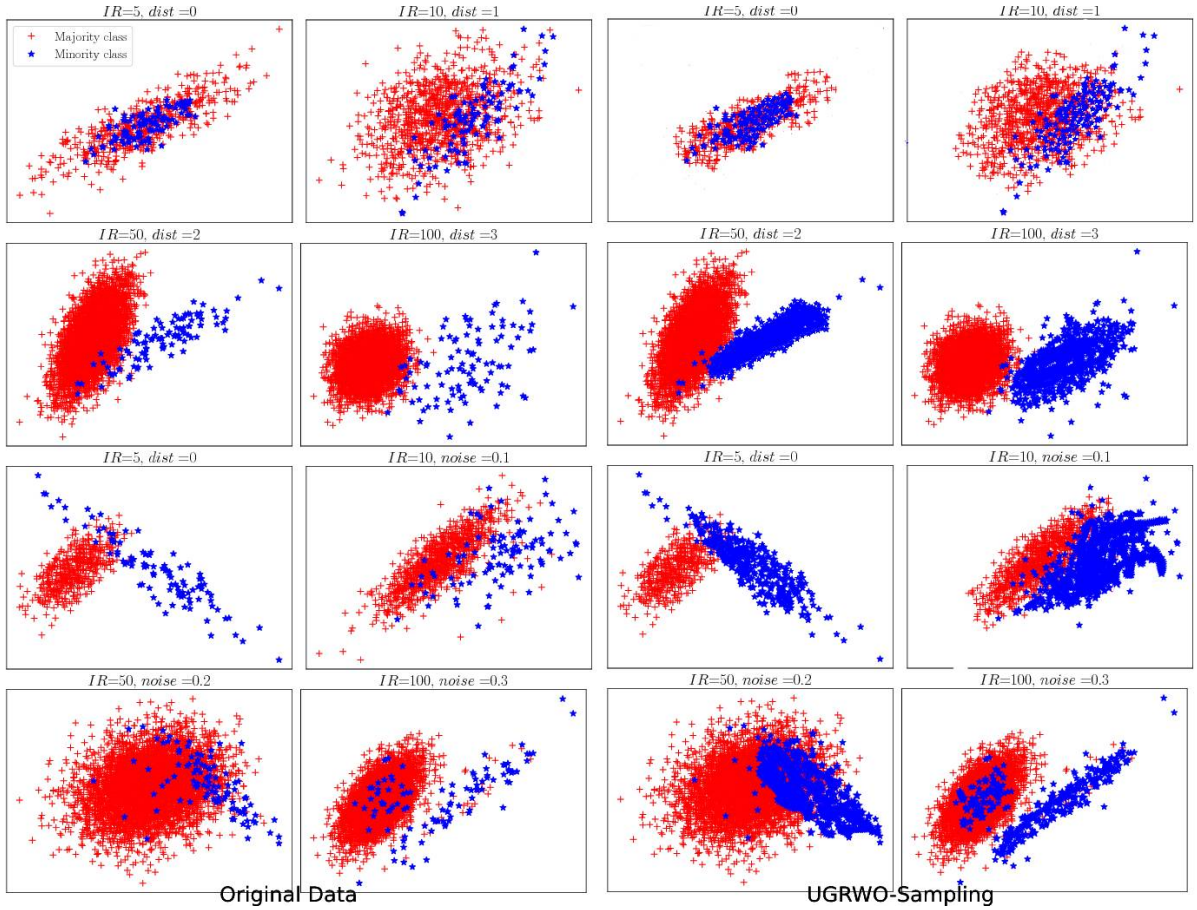 IR=5, dist =0
IR=10, dist =1
IR=5, dist =0
IR=10, dist =1
Majority class
Minority class
IR=50, dist =2
IR=100, dist =3
IR=50, dist =2
IR=100, dist =3
IR=5, dist =0
IR=10, noise =0.1
IR=5, dist =0
IR=10, noise =0.1
IR=50, noise =0.2
IR=100, noise =0.3
IR=50, noise =0.2
IR=100, noise =0.3
Original Data
UGRWO-Sampling